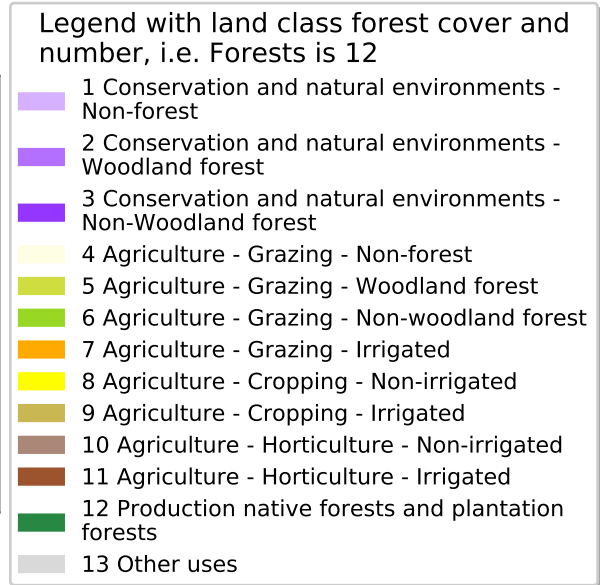 Legend with land class forest cover and
number, i.e. Forests is 12
1 Conservation and natural environments -
Non-forest
2 Conservation and natural environments -
Woodland forest
3 Conservation and natural environments -
Non-Woodland forest
4 Agriculture - Grazing - Non-forest
5 Agriculture - Grazing - Woodland forest
6 Agriculture - Grazing - Non-woodland forest
7 Agriculture - Grazing - Irrigated
8 Agriculture - Cropping - Non-irrigated
9 Agriculture - Cropping - Irrigated
10 Agriculture - Horticulture - Non-irrigated
11 Agriculture - Horticulture - Irrigated
12 Production native forests and plantation
forests
13 Other uses